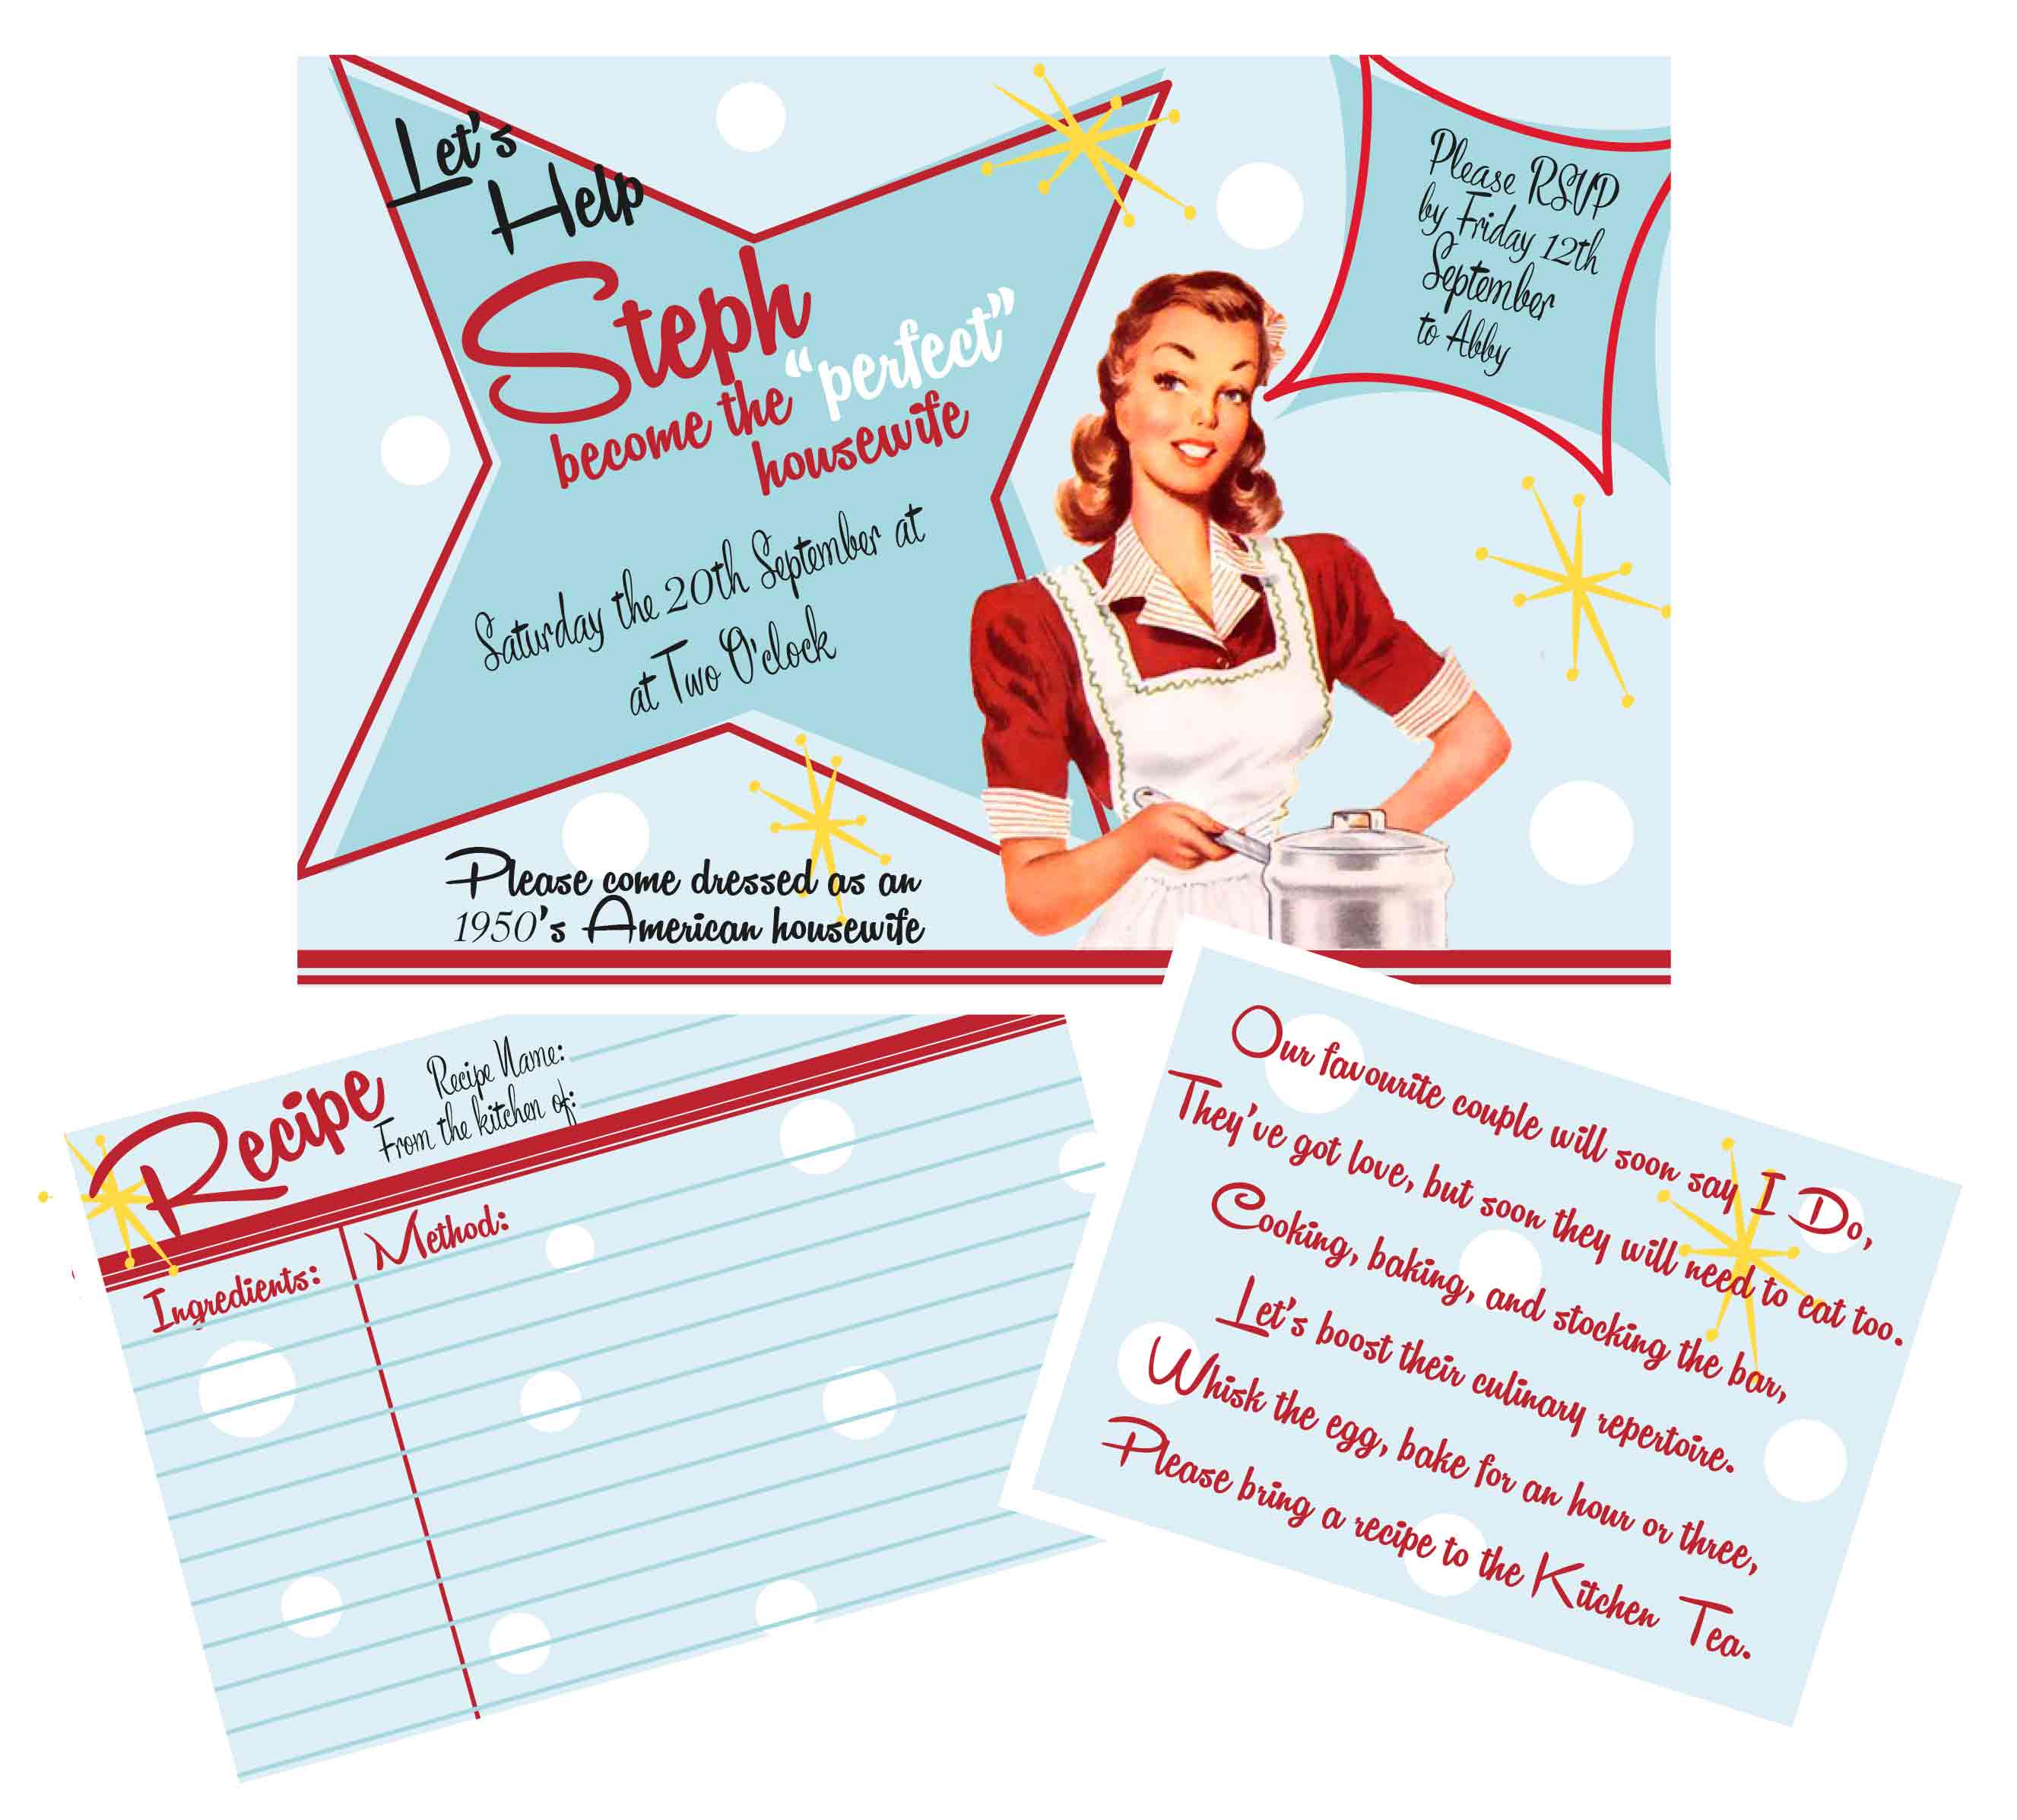 Let's
Help
Steph
become the “perfect”
housewife
Saturday the 20th September at
at Two O'clock
Please RSVP
by Friday 12th
September
to Abby
Please come dressed as an
1950's American housewife
Recipe
Recipe Name:
From the kitchen of:
Ingredients:
Method:
Our favourite couple will soon say I Do,
They've got love, but soon they will need to eat too.
Cooking, baking, and stocking the bar,
Let's boost their culinary repertoire.
Whisk the egg, bake for an hour or three,
Please bring a recipe to the Kitchen Tea.